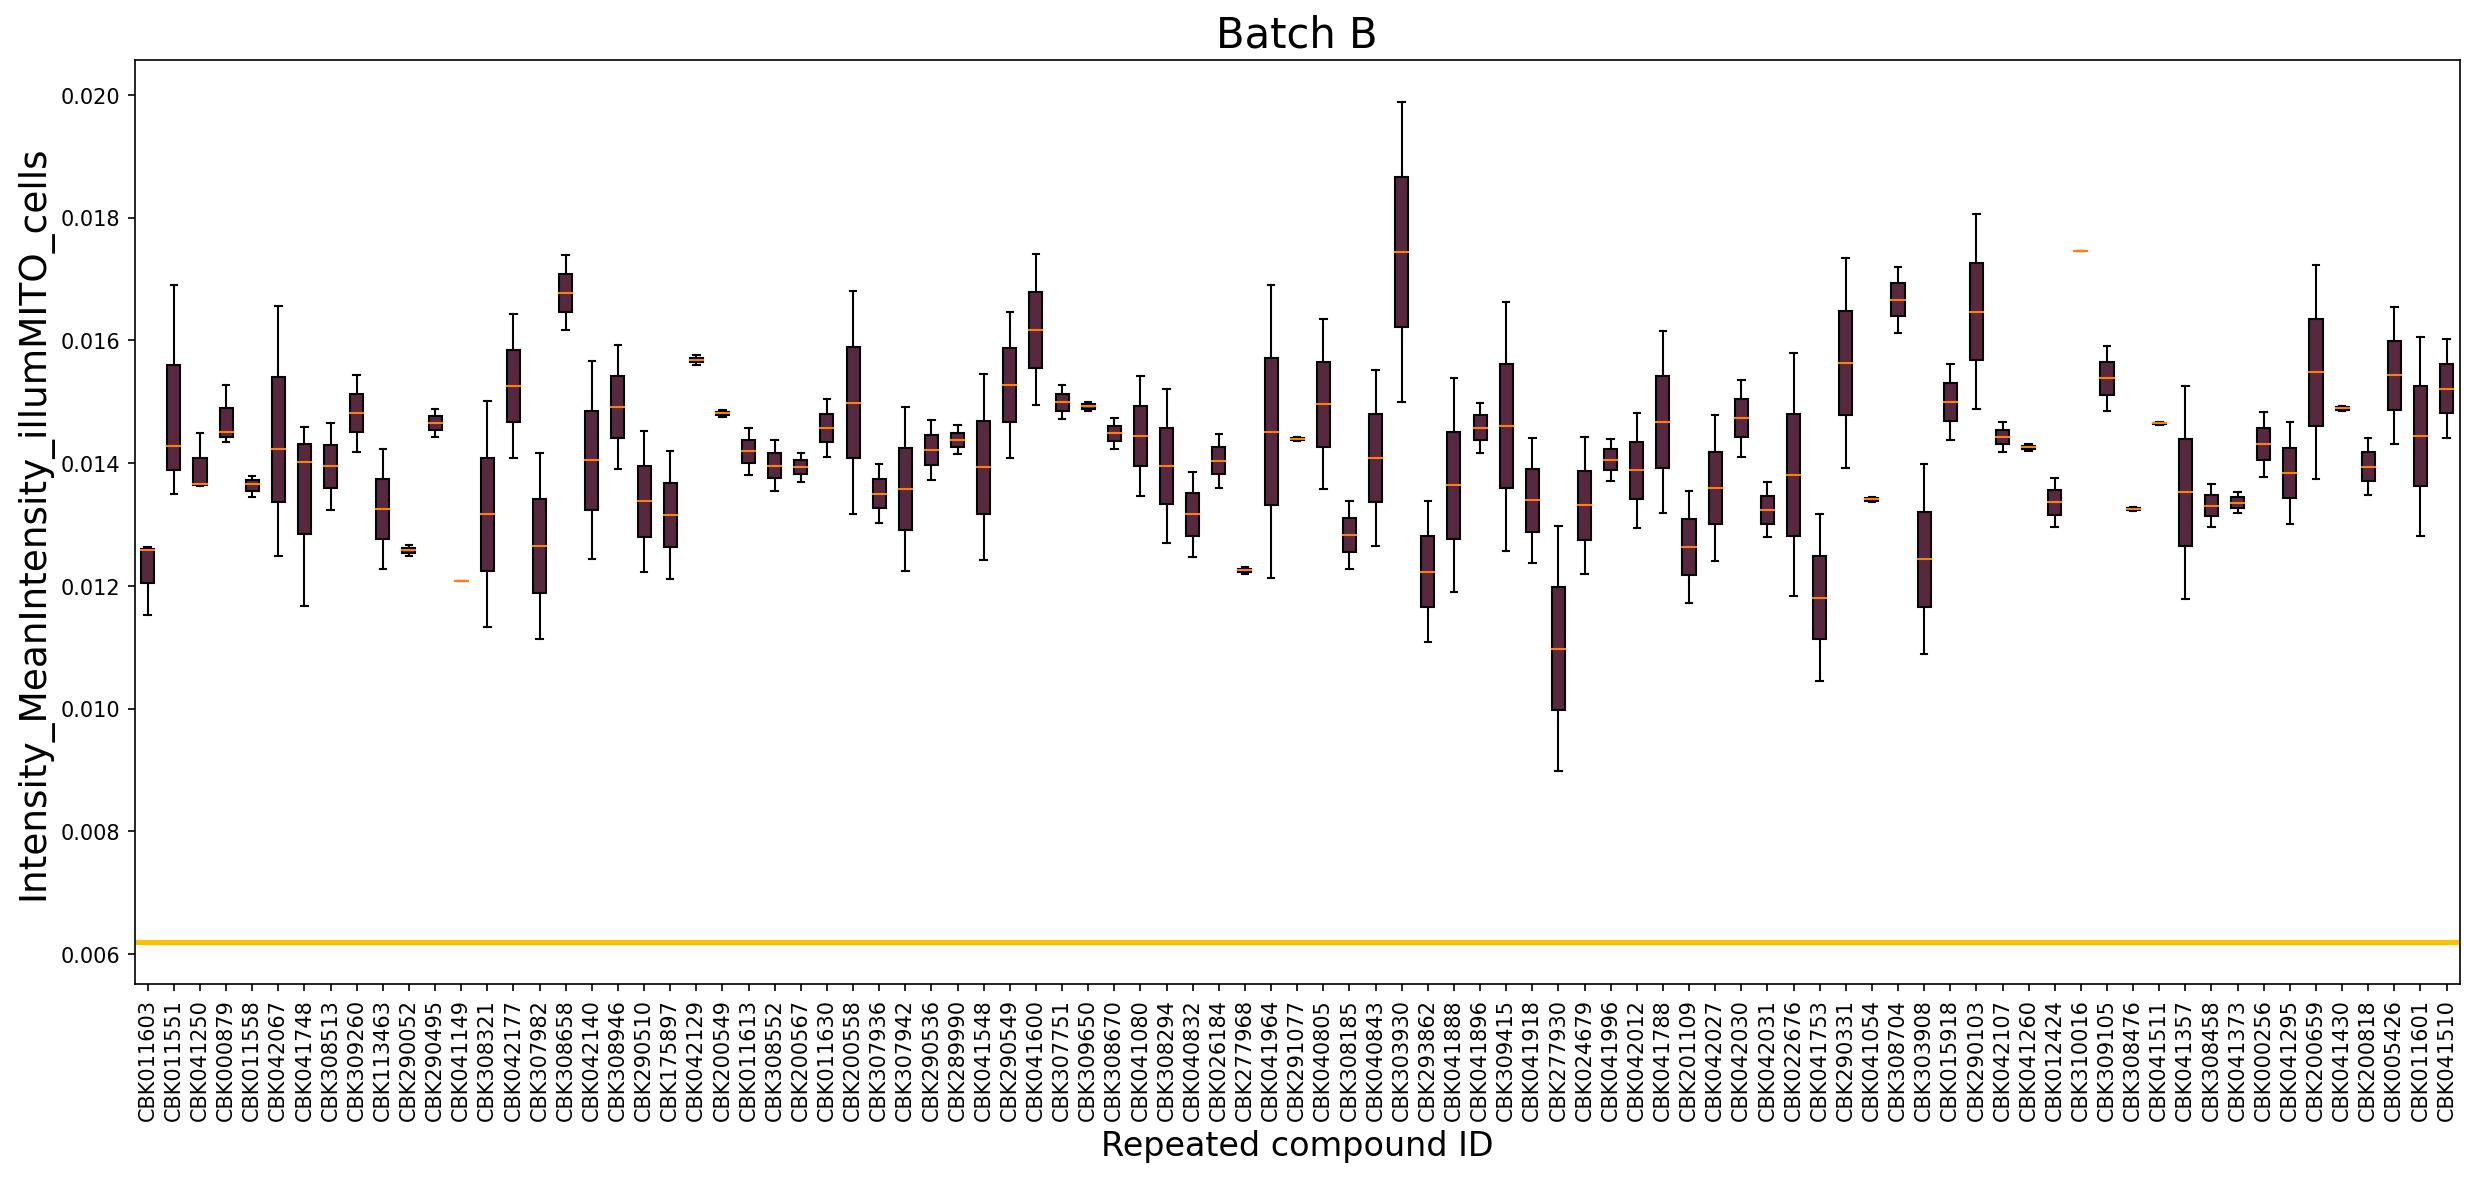 Batch B
Intensity_MeanIntensity_illumMITO_cells
0.020
0.018
0.016
0.014
0.012
0.010
0.008
0.006
CBK011603
CBK011551
CBK041250
CBK000879
CBK011558
CBK042067
CBK041748
CBK308513
CBK309260
CBK113463
CBK290052
CBK290495
CBK041149
CBK308321
CBK042177
CBK307982
CBK308658
CBK042140
CBK308946
CBK290510
CBK175897
CBK042129
CBK200549
CBK011613
CBK308552
CBK200567
CBK011630
CBK200558
CBK307936
CBK307942
CBK290536
CBK289990
CBK041548
CBK290549
CBK041600
CBK307751
CBK309650
CBK308670
CBK041080
CBK308294
CBK040832
CBK026184
CBK277968
CBK041964
CBK291077
CBK040805
CBK308185
CBK040843
CBK303930
CBK293862
CBK041888
CBK041896
CBK309415
CBK041918
CBK277930
CBK024679
CBK041996
CBK042012
CBK041788
CBK201109
CBK042027
CBK042030
CBK042031
CBK022676
CBK041753
CBK290331
CBK041054
CBK308704
CBK303908
CBK015918
CBK290103
CBK042107
CBK041260
CBK012424
CBK310016
CBK309105
CBK308476
CBK041511
CBK041357
CBK308458
CBK041373
CBK000256
CBK041295
CBK200659
CBK041430
CBK200818
CBK005426
CBK011601
CBK041510
Repeated compound ID